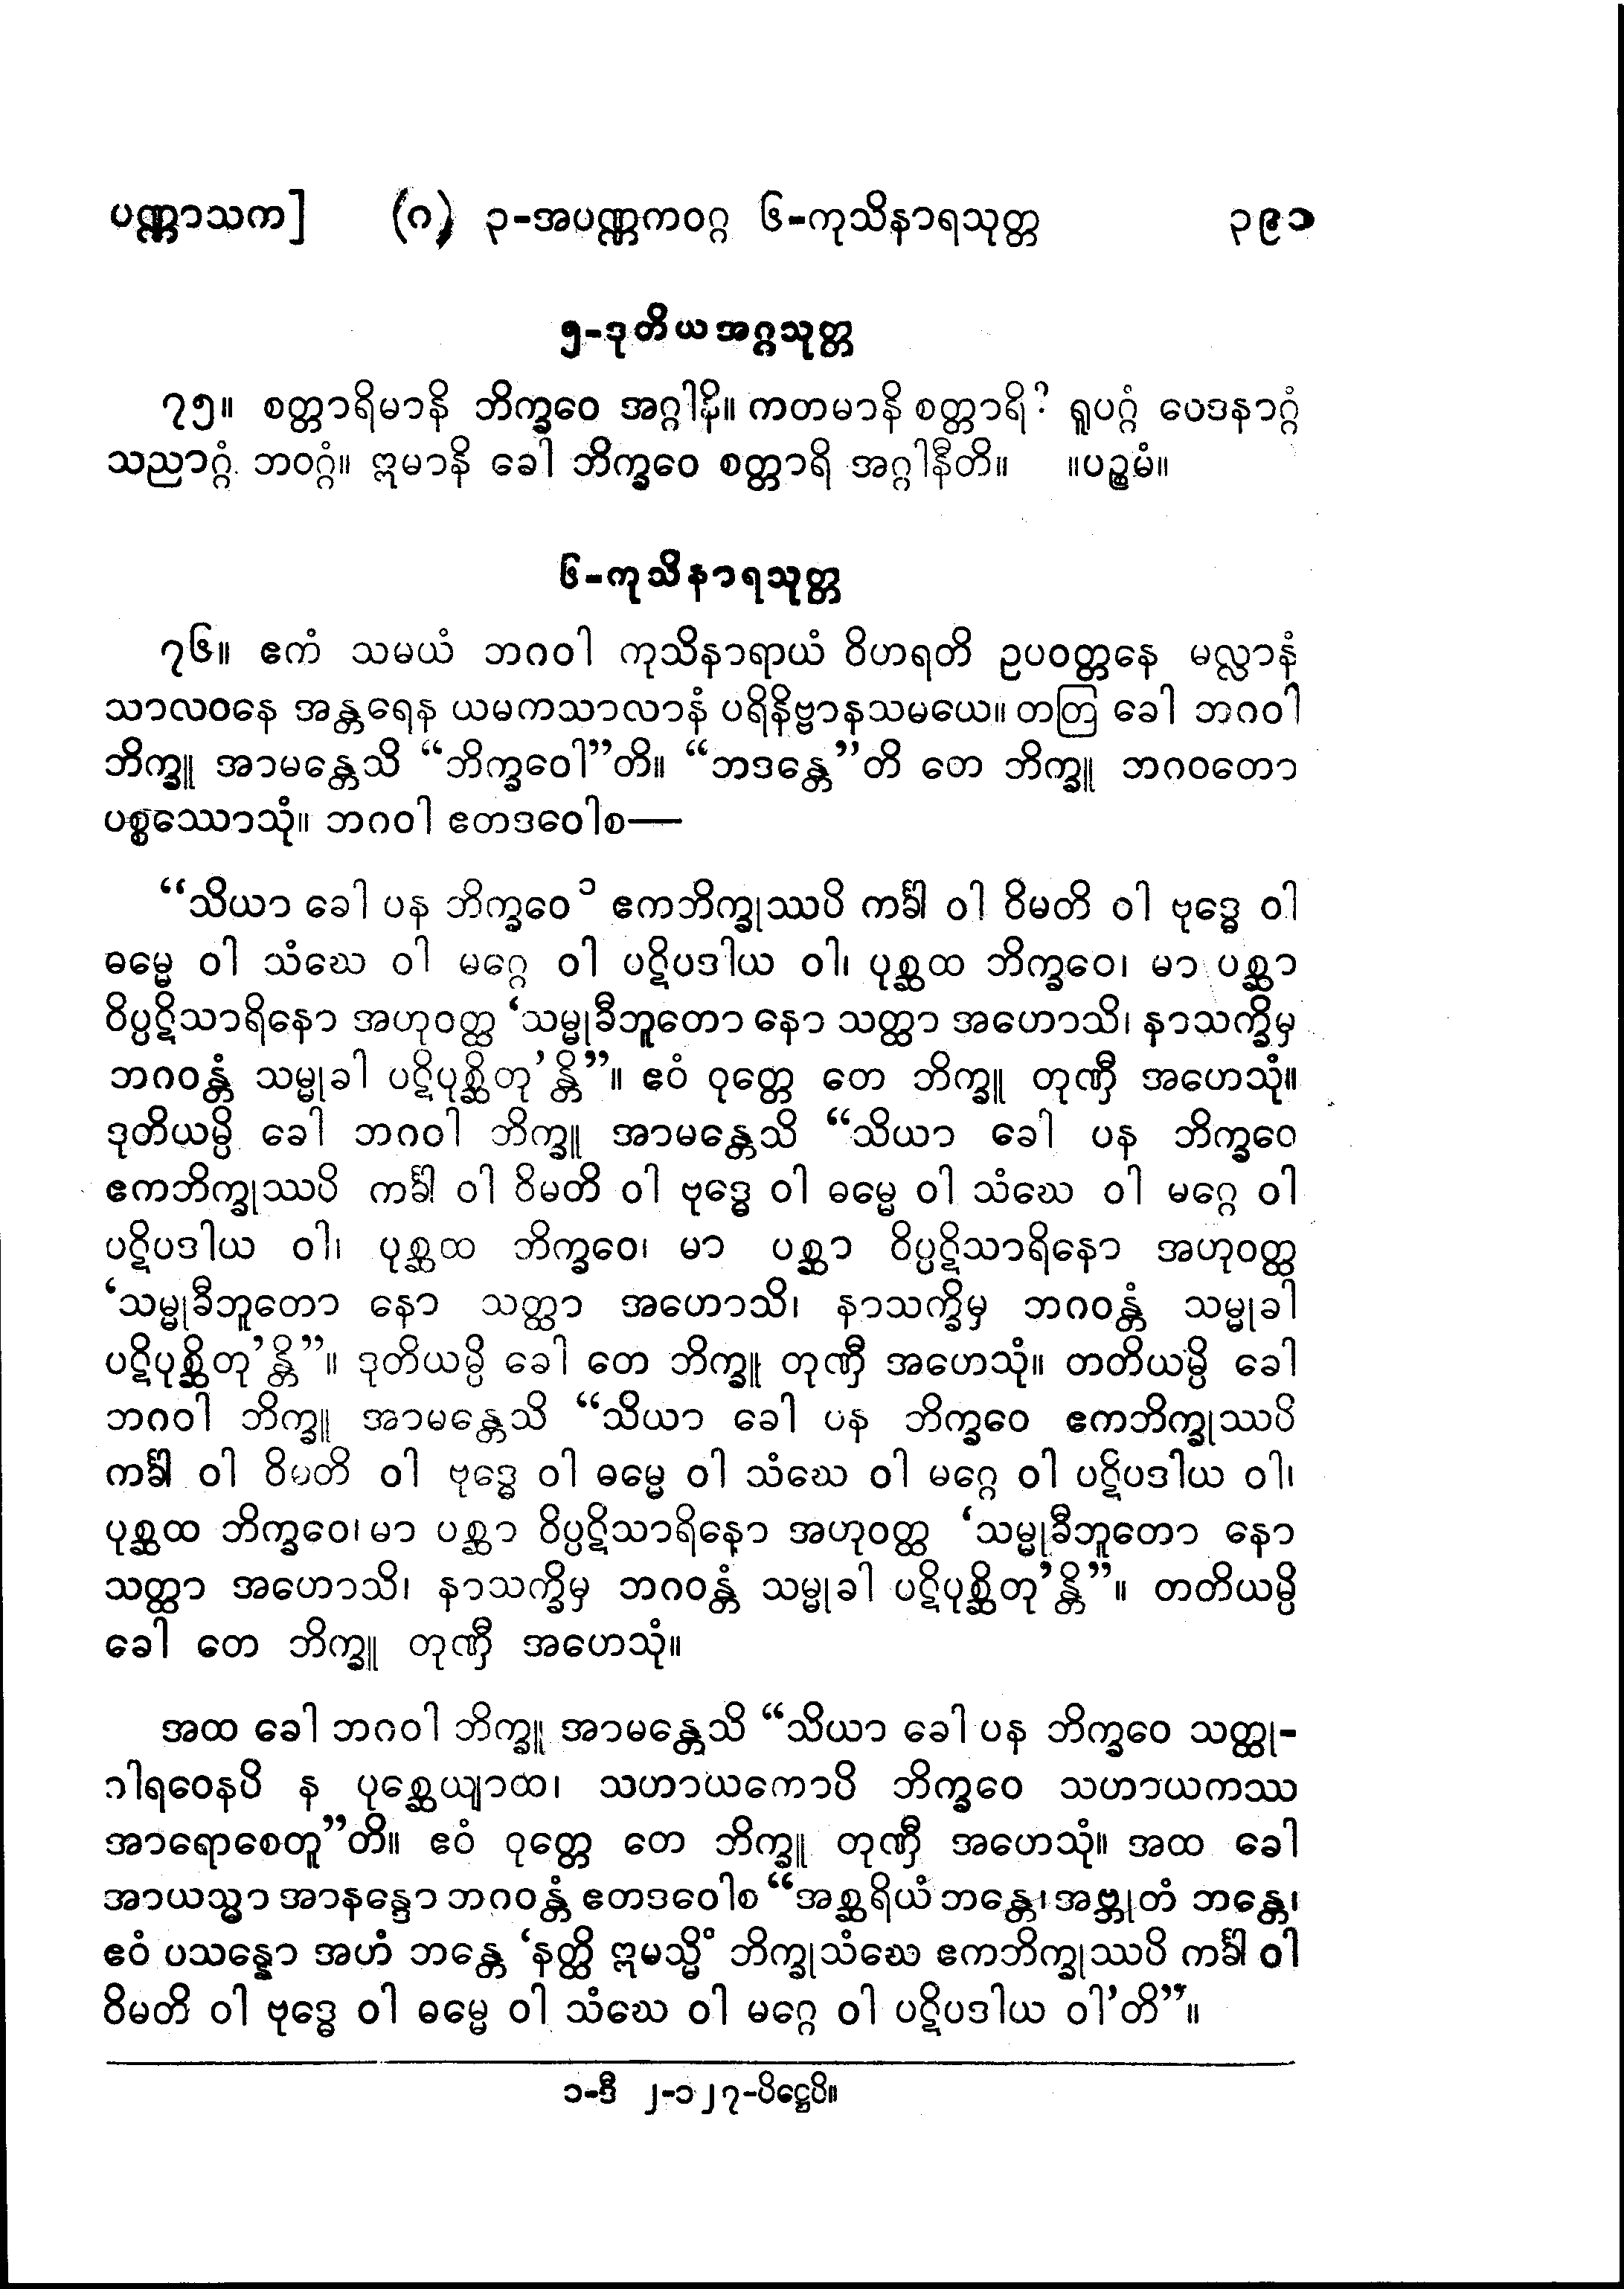 ပဏ္ဏာသက] (ဂ) ၃-အပဏ္ဏကဝဂ္ဂ ၆-ကုသိနာရသုတ္တ ၃၉၁
၅-ဒုတိယအဂ္ဂသုတ္တ
၇၅။ စတ္တာရိမာနိ ဘိက္ခဝေ အဂ္ဂါနိ။ ကတမာနိ စတ္တာရိ? ရူပဂ္ဂံ ဝေဒနာဂ္ဂံ
သညာဂ္ဂံ ဘဝဂ္ဂံ။ ဣမာနိ ခေါ ဘိက္ခဝေ စတ္တာရိ အဂ္ဂါနီတိ။ ။ပဉ္စမံ။
၆-ကုသိနာရသုတ္တ
၇၆။ ဧကံ သမယံ ဘဂဝါ ကုသိနာရာယံ ဝိဟရတိ ဥပဝတ္တနေ မလ္လာနံ
သာလဝနေ အန္တရေန ယမကသာလာနံ ပရိနိဗ္ဗာနသမယေ။ တတြ ခေါ ဘဂဝါ
ဘိက္ခူ အာမန္တေသိ “ဘိက္ခဝေါ”တိ။ “ဘဒန္တေ”တိ တေ ဘိက္ခူ ဘဂဝတော
ပစ္စဿောသုံ။ ဘဂဝါ ဧတဒဝေါစ—
“သိယာ ခေါ ပန ဘိက္ခဝေ ၁ ဧကဘိက္ခုဿပိ ကင်္ခါ ဝါ ဝိမတိ ဝါ ဗုဒ္ဓေ ဝါ
ဓမ္မေ ဝါ သံဃေ ဝါ မဂ္ဂေ ဝါ ပဋိပဒါယ ဝါ၊ ပုစ္ဆထ ဘိက္ခဝေ၊ မာ ပစ္ဆာ
ဝိပ္ပဋိသာရိနော အဟုဝတ္ထ ‘သမ္မုခီဘူတော နော သတ္ထာ အဟောသိ၊ နာသက္ခိမှ
ဘဂဝန္တံ သမ္မုခါ ပဋိပုစ္ဆိတု’န္တိ”။ ဧဝံ ဝုတ္တေ တေ ဘိက္ခူ တုဏှီ အဟေသုံ။
ဒုတိယမ္ပိ ခေါ ဘဂဝါ ဘိက္ခူ အာမန္တေသိ “သိယာ ခေါ ပန ဘိက္ခဝေ
ဧကဘိက္ခုဿပိ ကင်္ခါ ဝါ ဝိမတိ ဝါ ဗုဒ္ဓေ ဝါ ဓမ္မေ ဝါ သံဃေ ဝါ မဂ္ဂေ ဝါ
ပဋိပဒါယ ဝါ၊ ပုစ္ဆထ ဘိက္ခဝေ၊ မာ ပစ္ဆာ ဝိပ္ပဋိသာရိနော အဟုဝတ္ထ
‘သမ္မုခီဘူတော နော သတ္ထာ အဟောသိ၊ နာသက္ခိမှ ဘဂဝန္တံ သမ္မုခါ
ပဋိပုစ္ဆိတု’န္တိ”။ ဒုတိယမ္ပိ ခေါ တေ ဘိက္ခူ တုဏှီ အဟေသုံ။ တတိယမ္ပိ ခေါ
ဘဂဝါ ဘိက္ခူ အာမန္တေသိ “သိယာ ခေါ ပန ဘိက္ခဝေ ဧကဘိက္ခုဿပိ
ကင်္ခါ ဝါ ဝိမတိ ဝါ ဗုဒ္ဓေ ဝါ ဓမ္မေ ဝါ သံဃေ ဝါ မဂ္ဂေ ဝါ ပဋိပဒါယ ဝါ၊
ပုစ္ဆထ ဘိက္ခဝေ၊ မာ ပစ္ဆာ ဝိပ္ပဋိသာရိနော အဟုဝတ္ထ ‘သမ္မုခီဘူတော နော
သတ္ထာ အဟောသိ၊ နာသက္ခိမှ ဘဂဝန္တံ သမ္မုခါ ပဋိပုစ္ဆိတု’န္တိ”။ တတိယမ္ပိ
ခေါ တေ ဘိက္ခူ တုဏှီ အဟေသုံ။
အထ ခေါ ဘဂဝါ ဘိက္ခူ အာမန္တေသိ “သိယာ ခေါ ပန ဘိက္ခဝေ သတ္ထု-
ဂါရဝေနပိ န ပုစ္ဆေယျာထ၊ သဟာယကောပိ ဘိက္ခဝေ သဟာယကဿ
အာရောစေတူ”တိ။ ဧဝံ ဝုတ္တေ တေ ဘိက္ခူ တုဏှီ အဟေသုံ။ အထ ခေါ
အာယသ္မာ အာနန္ဒော ဘဂဝန္တံ ဧတဒဝေါစ “အစ္ဆရိယံ ဘန္တေ၊ အဗ္ဘုတံ ဘန္တေ၊
ဧဝံ ပသန္နော အဟံ ဘန္တေ ‘နတ္ထိ ဣမသ္မိံ ဘိက္ခုသံဃေ ဧကဘိက္ခုဿပိ ကင်္ခါ ဝါ
ဝိမတိ ဝါ ဗုဒ္ဓေ ဝါ ဓမ္မေ ဝါ သံဃေ ဝါ မဂ္ဂေ ဝါ ပဋိပဒါယ ဝါ’တိ”။
၁-ဒီ ၂-၁၂၇-ပိဋ္ဌေပိ။